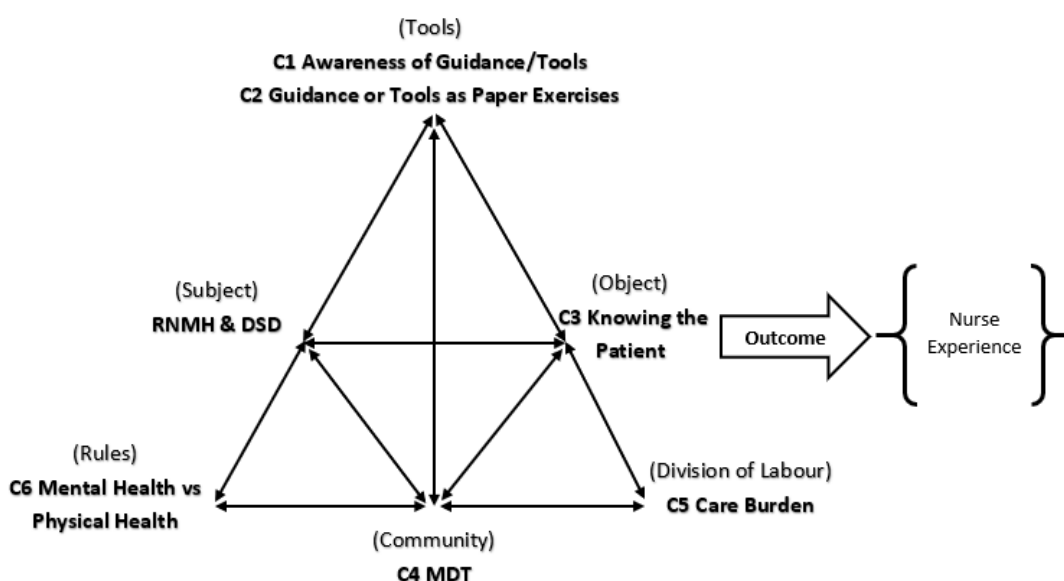 (Tools)
C1 Awareness of Guidance/Tools
C2 Guidance or Tools as Paper Exercises
(Subject)
RNMH & DSD
(Object)
C3 Knowing the
Patient
Outcome
Nurse
Experience
(Rules)
C6 Mental Health vs
Physical Health
(Community)
C4 MDT
(Division of Labour)
C5 Care Burden